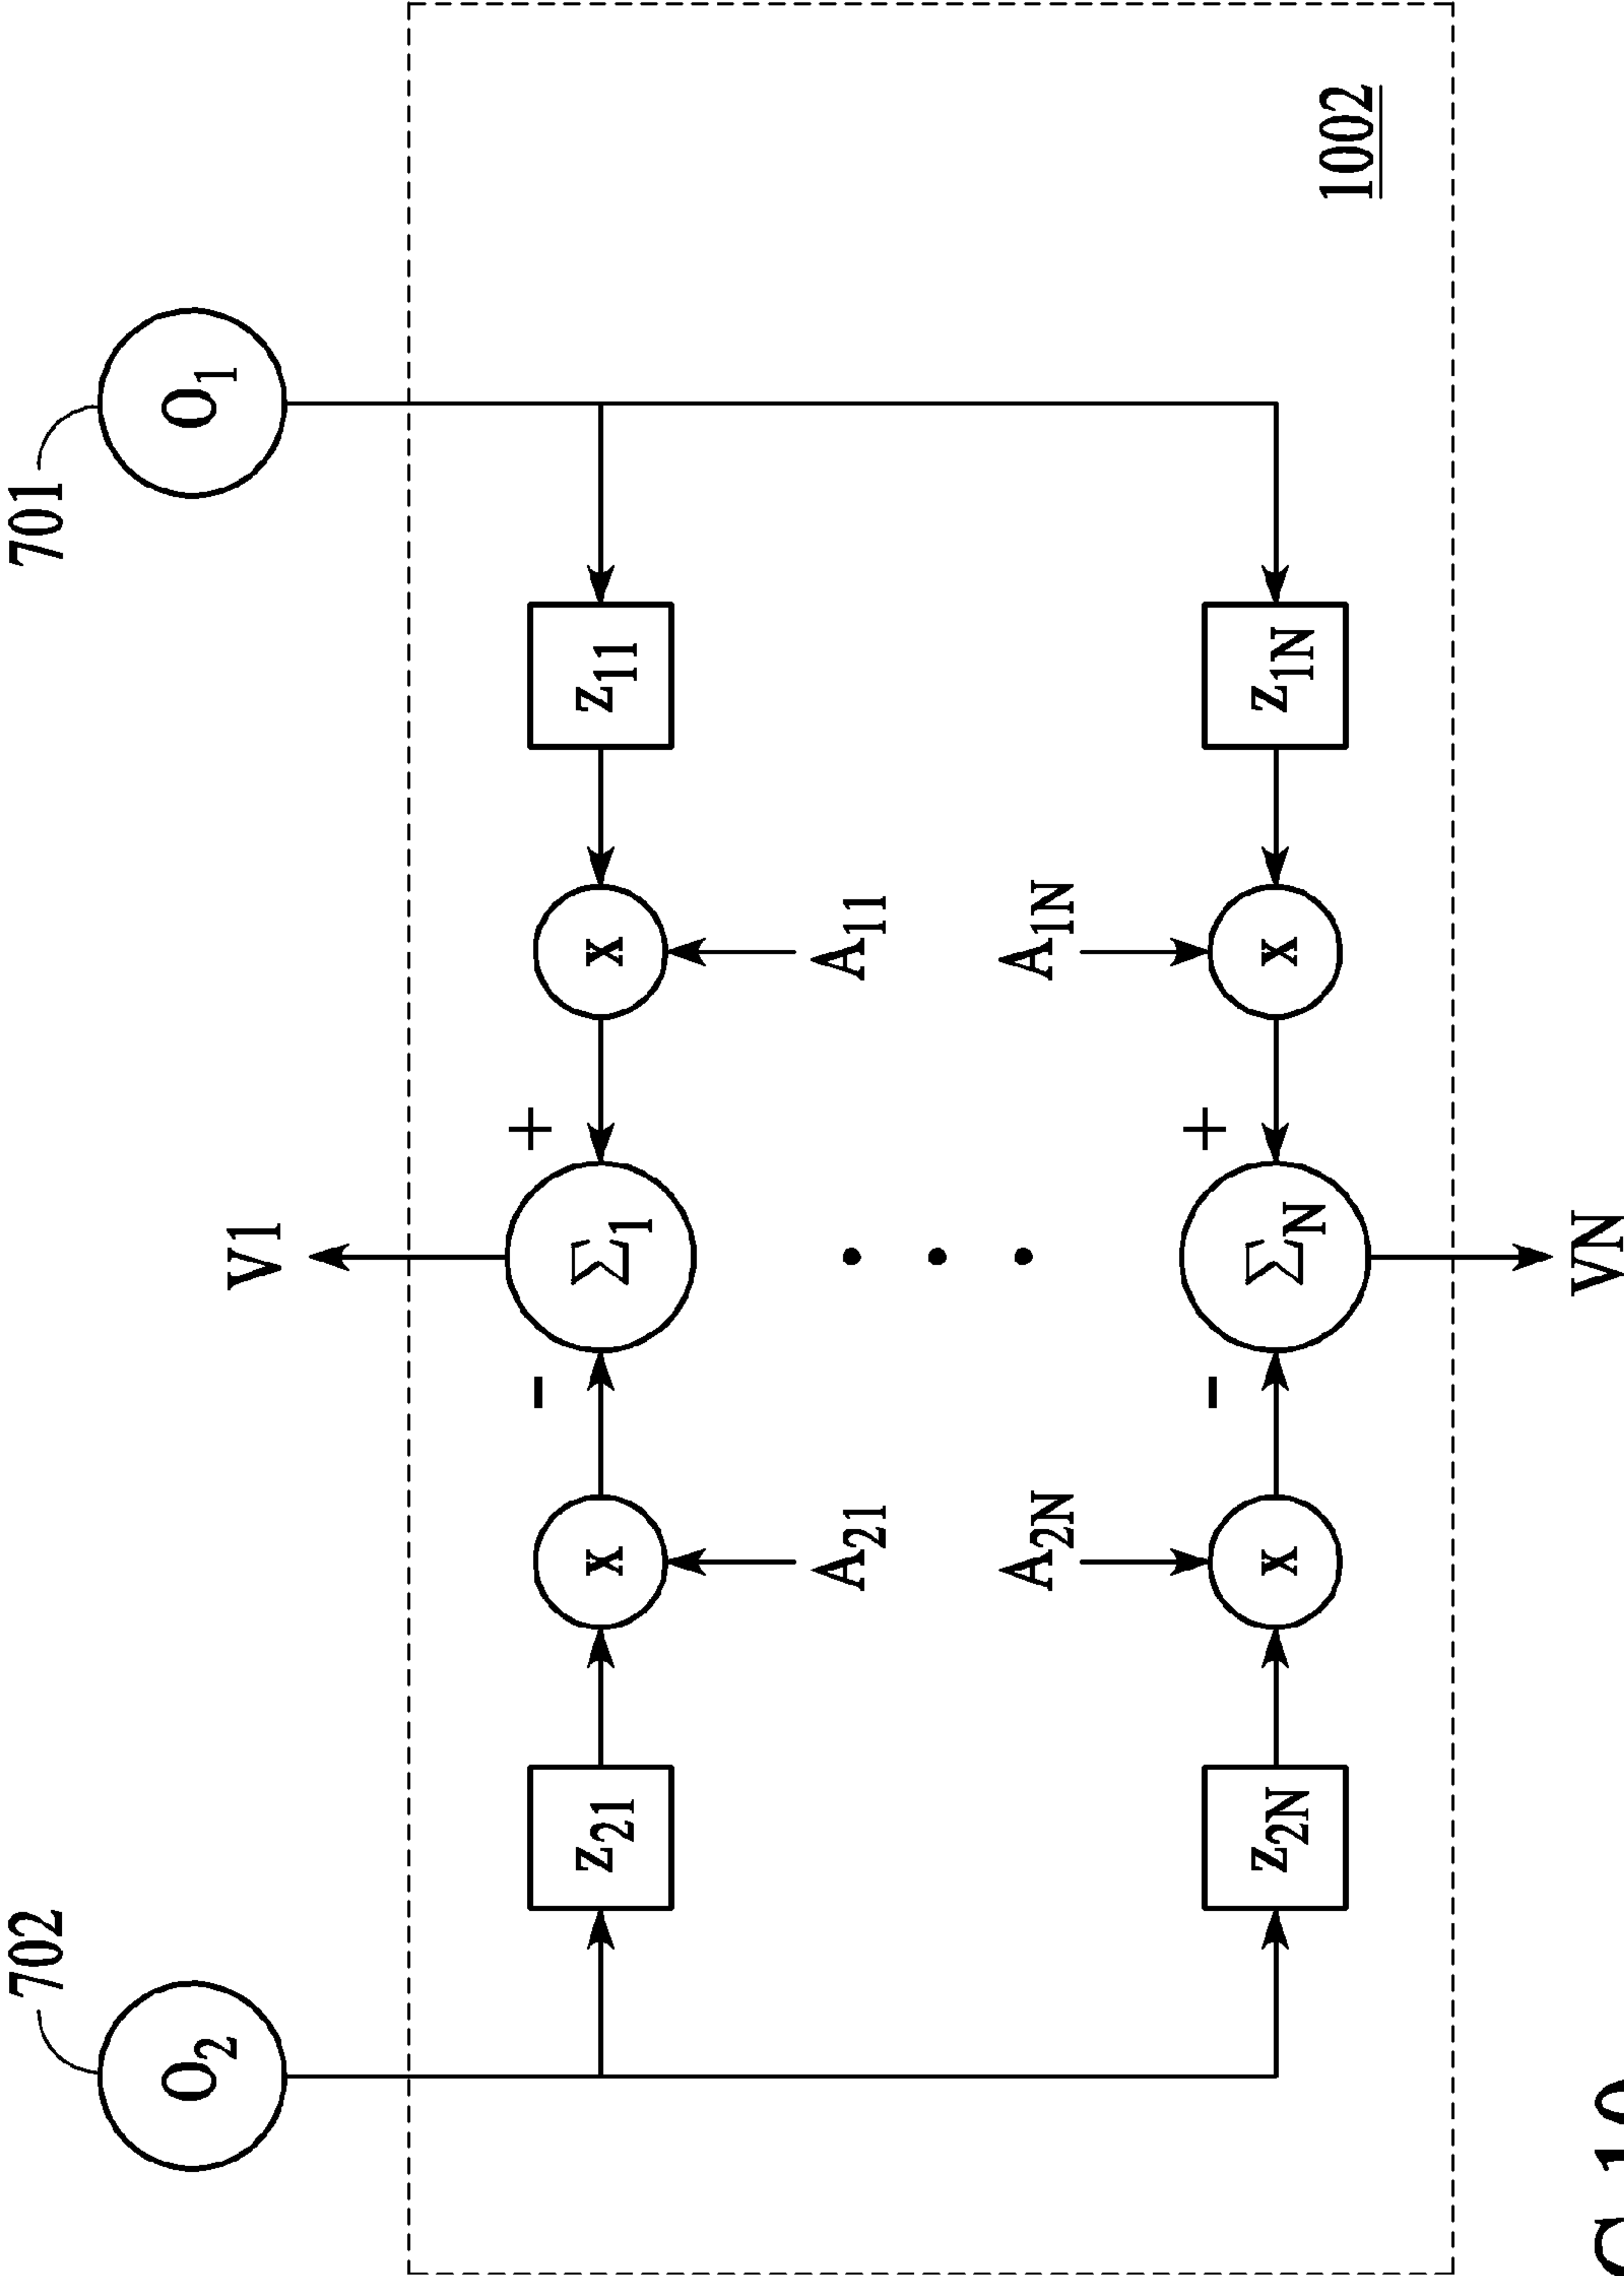 702 701
O₂ O₁
V1
- +
z₂₁ x Σ₁ x z₁₁
A₂₁ A₁₁
• • •
A₂N A₁N
- +
z₂N x ΣN x z₁N
1002
VN